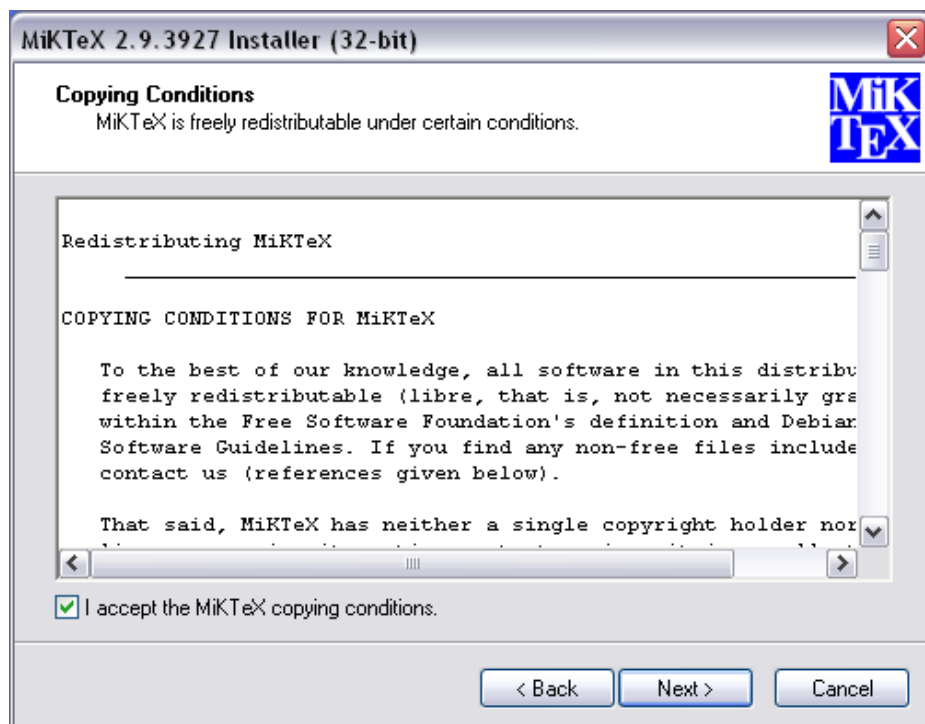 MiKTeX 2.9.3927 Installer (32-bit)
Copying Conditions
MiKTeX is freely redistributable under certain conditions.
MiK
TEX
Redistributing MiKTeX
COPYING CONDITIONS FOR MiKTeX
To the best of our knowledge, all software in this distribu
freely redistributable (libre, that is, not necessarily gra
within the Free Software Foundation's definition and Debian
Software Guidelines. If you find any non-free files include
contact us (references given below).
That said, MiKTeX has neither a single copyright holder nor
I accept the MiKTeX copying conditions.
< Back
Next >
Cancel